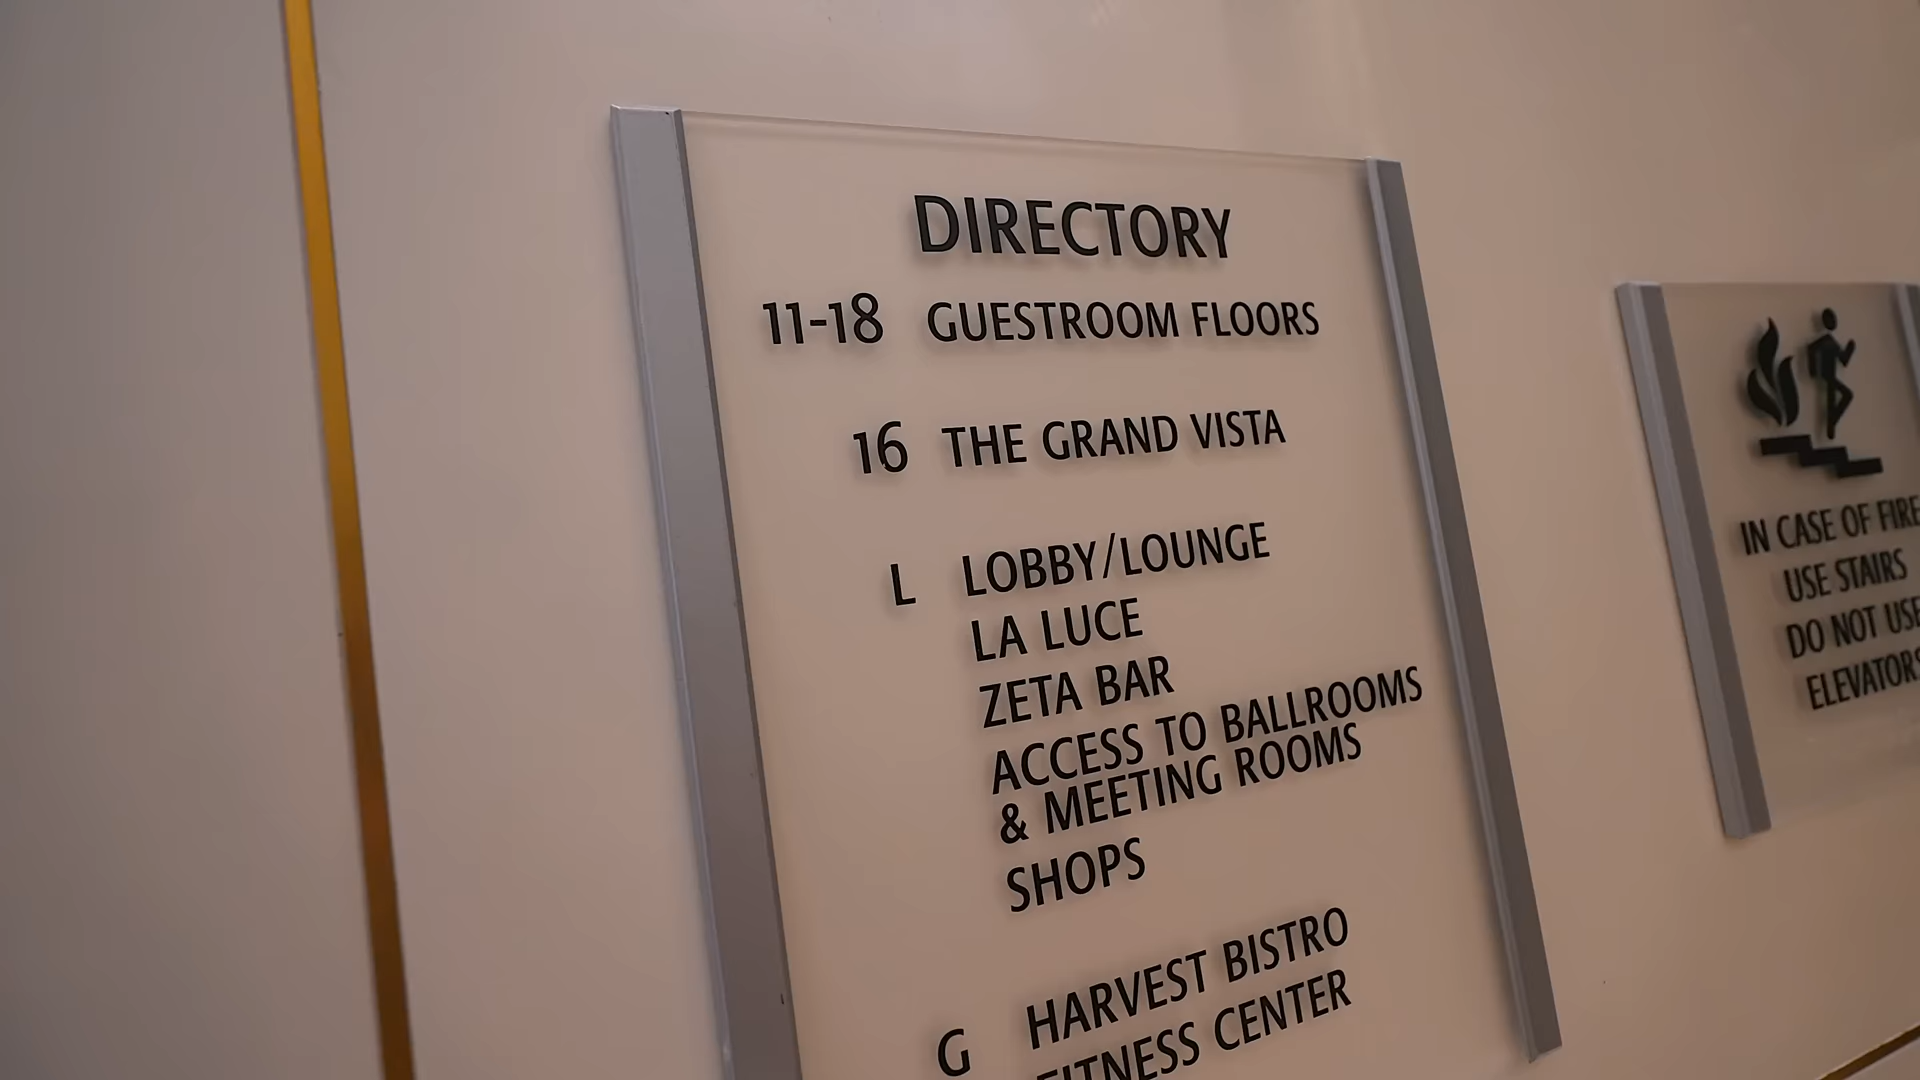 DIRECTORY
11-18 GUESTROOM FLOORS
16 THE GRAND VISTA
L LOBBY/LOUNGE
LA LUCE
ZETA BAR
ACCESS TO BALLROOMS
& MEETING ROOMS
SHOPS
G HARVEST BISTRO
FITNESS CENTER
IN CASE OF FIRE
USE STAIRS
DO NOT USE
ELEVATORS